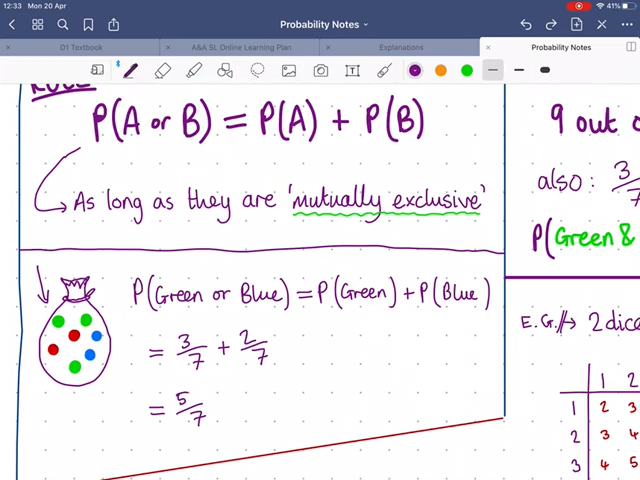 12:33 Mon 20 Apr
41%
Probability Notes
D1 Textbook
A&A SL Online Learning Plan
Explanations
Probability Notes
P(A or B) = P(A) + P(B)
As long as they are 'mutually exclusive'
P(Green or Blue) = P(Green) + P(Blue)
= 3/7 + 2/7
= 5/7
9 out o
also: 3/7
P(Green &
E.G.// → 2 dice
1 2
1 2 3
2 3 4
3 4 5